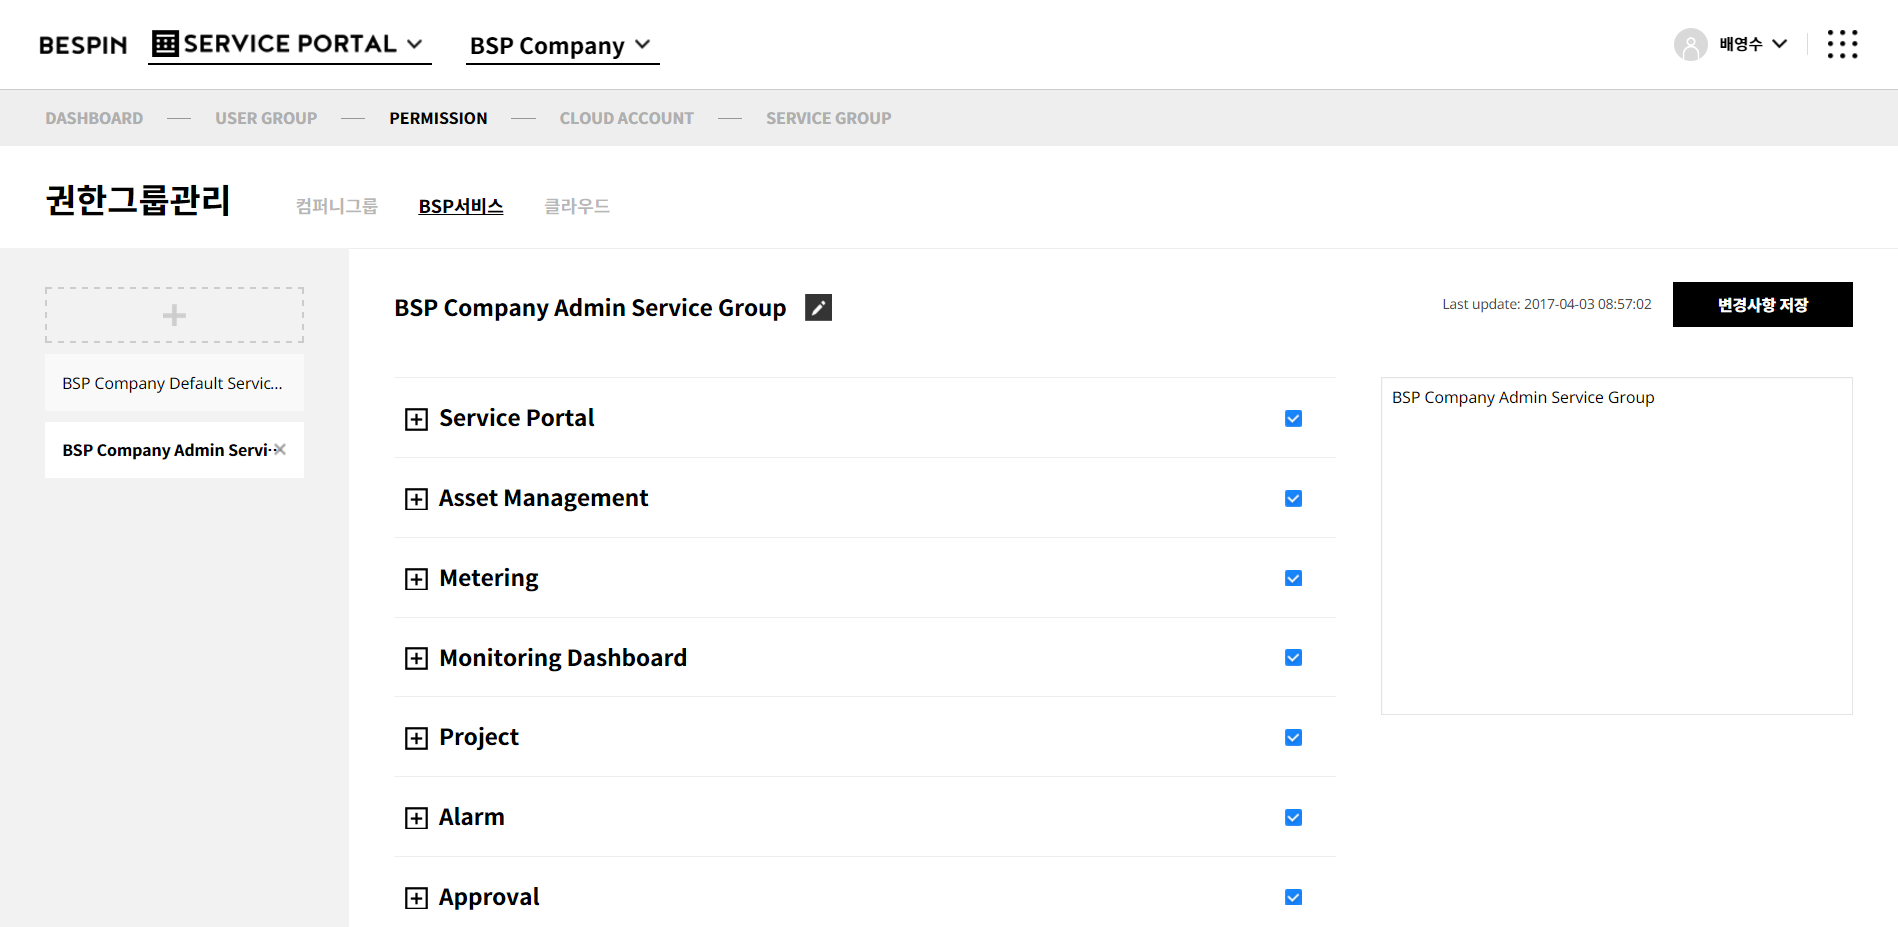 BESPIN SERVICE PORTAL BSP Company 배영수
DASHBOARD USER GROUP PERMISSION CLOUD ACCOUNT SERVICE GROUP
권한그룹관리 컴퍼니그룹 BSP서비스 클라우드
BSP Company Default Servic...
BSP Company Admin Servi···
BSP Company Admin Service Group
Last update: 2017-04-03 08:57:02
변경사항 저장
Service Portal
Asset Management
Metering
Monitoring Dashboard
Project
Alarm
Approval
BSP Company Admin Service Group